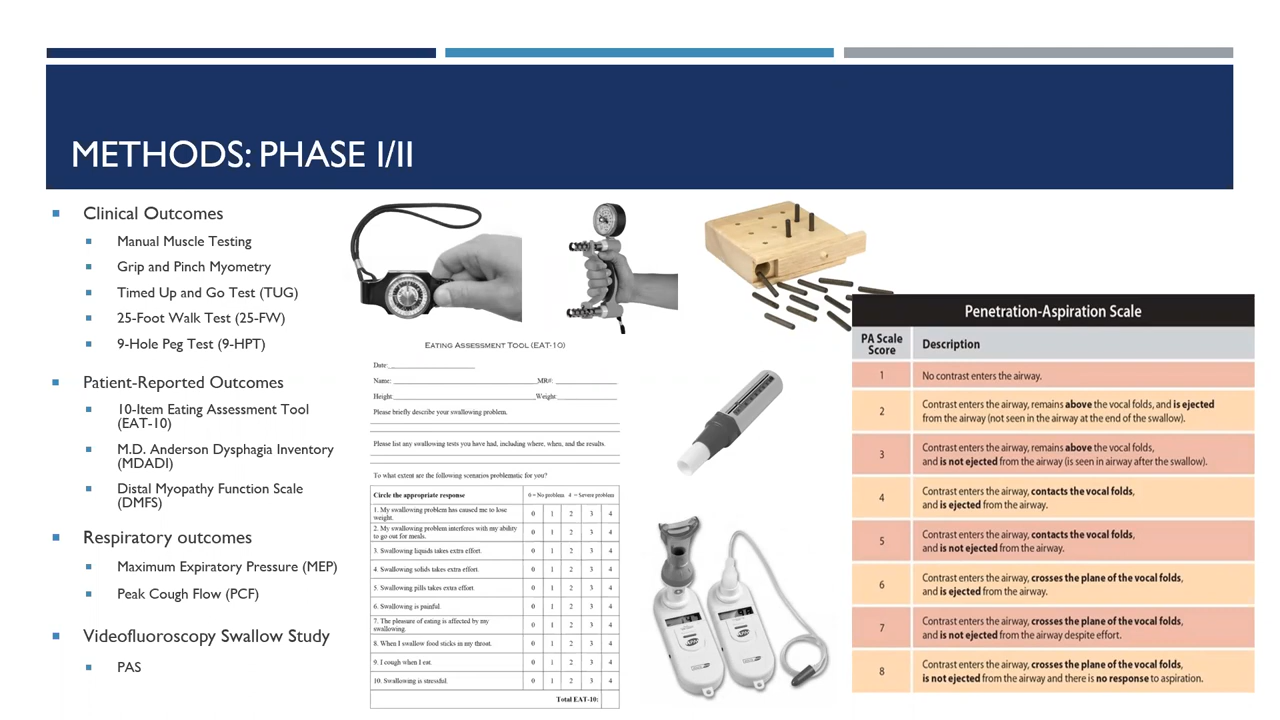 METHODS: PHASE I/II
Clinical Outcomes
Manual Muscle Testing
Grip and Pinch Myometry
Timed Up and Go Test (TUG)
25-Foot Walk Test (25-FW)
9-Hole Peg Test (9-HPT)
Patient-Reported Outcomes
10-Item Eating Assessment Tool
(EAT-10)
M.D. Anderson Dysphagia Inventory
(MDADI)
Distal Myopathy Function Scale
(DMFS)
Respiratory outcomes
Maximum Expiratory Pressure (MEP)
Peak Cough Flow (PCF)
Videofluoroscopy Swallow Study
PAS
EATING ASSESSMENT TOOL (EAT-10)
Date:
Name: MR#:
Height: Weight:
Please briefly describe your swallowing problem.
Please list any swallowing tests you have had, including where, when, and the results.
To what extent are the following scenarios problematic for you?
Circle the appropriate response 0 = No problem 4 = Severe problem
1. My swallowing problem has caused me to lose
weight. 0 1 2 3 4
2. My swallowing problem interferes with my ability
to go out for meals. 0 1 2 3 4
3. Swallowing liquids takes extra effort. 0 1 2 3 4
4. Swallowing solids takes extra effort. 0 1 2 3 4
5. Swallowing pills takes extra effort 0 1 2 3 4
6. Swallowing is painful. 0 1 2 3 4
7. The pleasure of eating is affected by my
swallowing. 0 1 2 3 4
8. When I swallow food sticks in my throat. 0 1 2 3 4
9. I cough when I eat. 0 1 2 3 4
10. Swallowing is stressful. 0 1 2 3 4
Total EAT-10:
Penetration-Aspiration Scale
PA Scale
Score Description
1 No contrast enters the airway.
2 Contrast enters the airway, remains above the vocal folds, and is ejected
from the airway (not seen in the airway at the end of the swallow).
3 Contrast enters the airway, remains above the vocal folds,
and is not ejected from the airway (is seen in airway after the swallow).
4 Contrast enters the airway, contacts the vocal folds,
and is ejected from the airway.
5 Contrast enters the airway, contacts the vocal folds,
and is not ejected from the airway.
6 Contrast enters the airway, crosses the plane of the vocal folds,
and is ejected from the airway.
7 Contrast enters the airway, crosses the plane of the vocal folds,
and is not ejected from the airway despite effort.
8 Contrast enters the airway, crosses the plane of the vocal folds,
is not ejected from the airway and there is no response to aspiration.